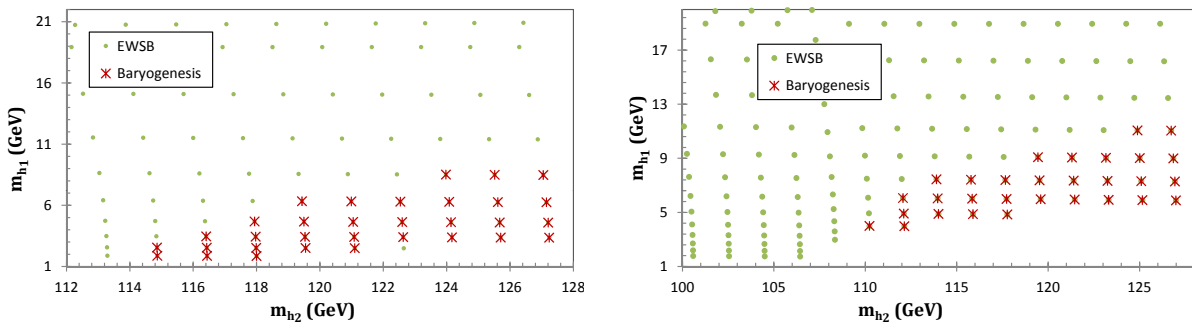 21
16
11
6
1
m_h1 (GeV)
EWSB
Baryogenesis
112 114 116 118 120 122 124 126 128
m_h2 (GeV)
17
13
9
5
1
m_h1 (GeV)
EWSB
Baryogenesis
100 105 110 115 120 125
m_h2 (GeV)